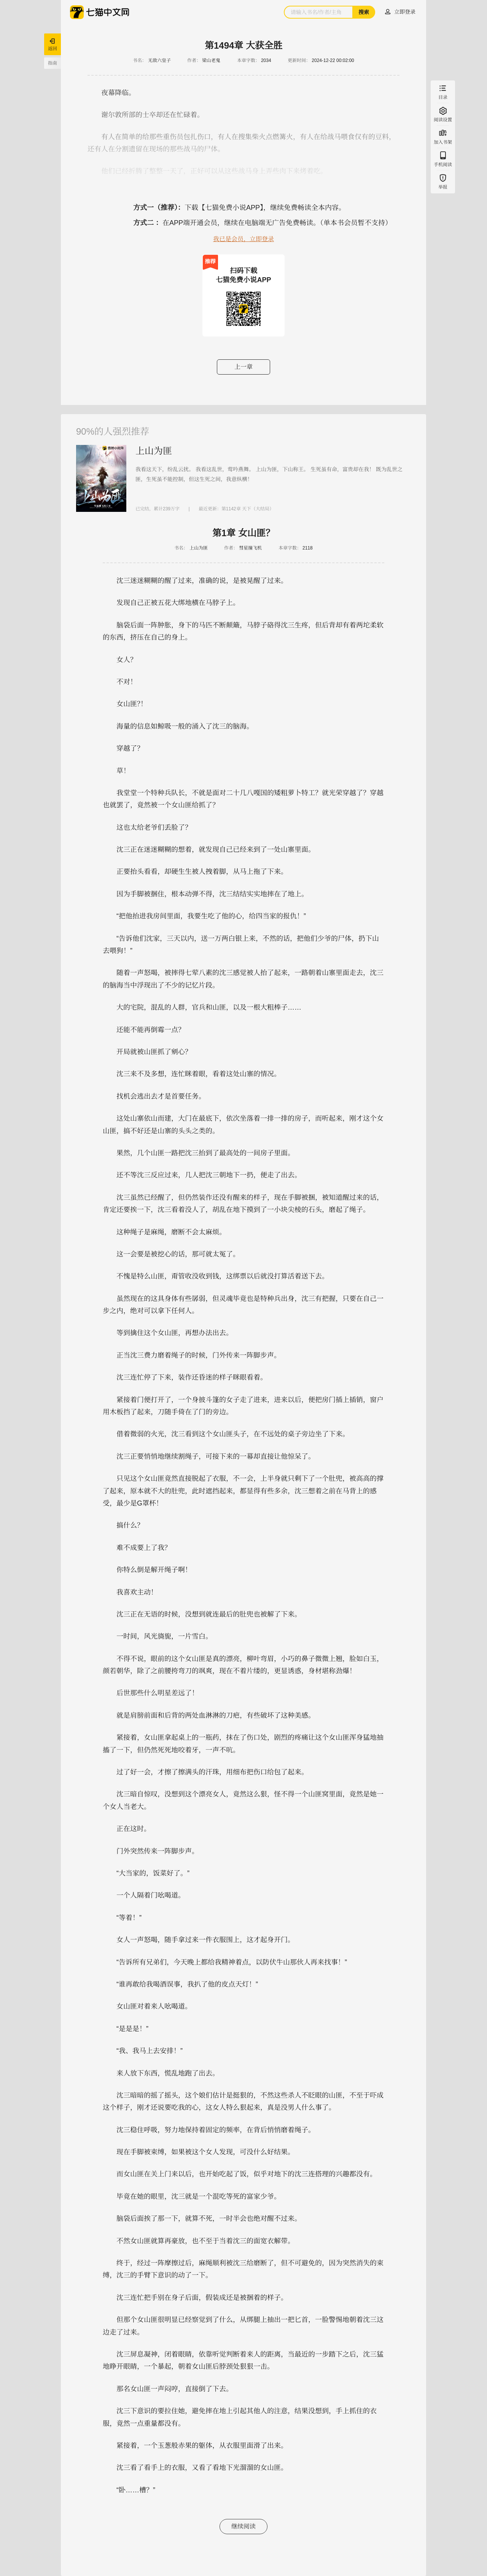 七猫中文网
请输入书名/作者/主角
搜索
立即登录
返回
指南
目录
阅读设置
加入书架
手机阅读
举报
第1494章 大获全胜
书名： 无敌六皇子 作者： 梁山老鬼 本章字数： 2034 更新时间： 2024-12-22 00:02:00
夜幕降临。
谢尔敦所部的士卒却还在忙碌着。
有人在简单的给那些重伤员包扎伤口，有人在搜集集火点燃篝火，有人在给战马喂食仅有的豆料，
还有人在分割遗留在现场的那些战马的尸体。
方式一（推荐）：下载【七猫免费小说APP】，继续免费畅读全本内容。
方式二： 在APP端开通会员，继续在电脑端无广告免费畅读。（单本书会员暂不支持）
我已是会员，立即登录
推荐
扫码下载
七猫免费小说APP
上一章
90%的人强烈推荐
上山为匪
上山为匪
我看这天下，纷乱云扰。 我看这乱世，莺吟燕舞。 上山为匪，下山称王。 生死虽有命，富贵却在我！ 既为乱世之
匪，生死虽不能控制，但这生死之间，我意纵横！
第1章 女山匪？
书名： 上山为匪 作者： 弩炮撞飞机 本章字数： 2118
沈三迷迷糊糊的醒了过来，准确的说，是被晃醒了过来。
发现自己正被五花大绑地横在马脖子上。
脑袋后面一阵肿胀，身下的马匹不断颠簸，马脖子硌得沈三生疼，但后背却有着两坨柔软
的东西，挤压在自己的身上。
女人？
不对！
女山匪？！
海量的信息如鲸吸一般的涌入了沈三的脑海。
穿越了？
草！
我堂堂一个特种兵队长，不就是面对二十几八嘎国的矮粗萝卜特工？就光荣穿越了？穿越
也就罢了，竟然被一个女山匪给抓了？
这也太给老爷们丢脸了？
沈三正在迷迷糊糊的想着，就发现自己已经来到了一处山寨里面。
正要抬头看看，却硬生生被人拽着脚，从马上拖了下来。
因为手脚被捆住，根本动弹不得，沈三结结实实地摔在了地上。
“把他抬进我房间里面，我要生吃了他的心，给四当家的报仇！”
“告诉他们沈家，三天以内，送一万两白银上来，不然的话，把他们少爷的尸体，扔下山
去喂狗！”
随着一声怒喝，被摔得七荤八素的沈三感觉被人抬了起来，一路朝着山寨里面走去，沈三
的脑海当中浮现出了不少的记忆片段。
大的宅院，混乱的人群，官兵和山匪，以及一根大粗棒子……
还能不能再倒霉一点？
开局就被山匪抓了剜心？
沈三来不及多想，连忙眯着眼，看着这处山寨的情况。
找机会逃出去才是首要任务。
这处山寨依山而建，大门在最底下，依次坐落着一排一排的房子，而听起来，刚才这个女
山匪，搞不好还是山寨的头头之类的。
果然，几个山匪一路把沈三抬到了最高处的一间房子里面。
还不等沈三反应过来，几人把沈三朝地下一扔，便走了出去。
沈三虽然已经醒了，但仍然装作还没有醒来的样子，现在手脚被捆，被知道醒过来的话，
肯定还要挨一下，沈三看着没人了，胡乱在地下摸到了一小块尖棱的石头，磨起了绳子。
这种绳子是麻绳，磨断不会太麻烦。
这一会要是被挖心的话，那可就太冤了。
不愧是特么山匪，甭管收没收到钱，这绑票以后就没打算活着送下去。
虽然现在的这具身体有些孱弱，但灵魂毕竟也是特种兵出身，沈三有把握，只要在自己一
步之内，绝对可以拿下任何人。
等到擒住这个女山匪，再想办法出去。
正当沈三费力磨着绳子的时候，门外传来一阵脚步声。
沈三连忙停了下来，装作还昏迷的样子眯眼看着。
紧接着门便打开了，一个身披斗篷的女子走了进来，进来以后，便把房门插上插销，窗户
用木板挡了起来，刀随手倚在了门的旁边。
借着微弱的火光，沈三看到这个女山匪头子，在不远处的桌子旁边坐了下来。
沈三正要悄悄地继续割绳子，可接下来的一幕却直接让他惊呆了。
只见这个女山匪竟然直接脱起了衣服，不一会，上半身就只剩下了一个肚兜，被高高的撑
了起来，原本就不大的肚兜，此时遮挡起来，都显得有些多余，沈三想着之前在马背上的感
受，最少是G罩杯！
搞什么？
难不成要上了我？
你特么倒是解开绳子啊！
我喜欢主动！
沈三正在无语的时候，没想到就连最后的肚兜也被解了下来。
一时间，风光旖旎，一片雪白。
不得不说，眼前的这个女山匪是真的漂亮，柳叶弯眉，小巧的鼻子微微上翘，脸如白玉，
颜若朝华，除了之前腰挎弯刀的飒爽，现在不着片缕的，更显诱惑，身材堪称劲爆！
后世那些什么明星差远了！
就是肩膀前面和后背的两处血淋淋的刀疤，有些破坏了这种美感。
紧接着，女山匪拿起桌上的一瓶药，抹在了伤口处，剧烈的疼痛让这个女山匪浑身猛地抽
搐了一下，但仍然死死地咬着牙，一声不吭。
过了好一会，才擦了擦满头的汗珠，用细布把伤口给包了起来。
沈三暗自惊叹，没想到这个漂亮女人，竟然这么狠，怪不得一个山匪窝里面，竟然是她一
个女人当老大。
正在这时。
门外突然传来一阵脚步声。
“大当家的，饭菜好了。”
一个人隔着门吆喝道。
“等着！”
女人一声怒喝，随手拿过来一件衣服围上，这才起身开门。
“告诉所有兄弟们，今天晚上都给我精神着点，以防伏牛山那伙人再来找事！”
“谁再敢给我喝酒误事，我扒了他的皮点天灯！”
女山匪对着来人吆喝道。
“是是是！”
“我、我马上去安排！”
来人放下东西，慌乱地跑了出去。
沈三暗暗的摇了摇头，这个娘们估计是挺狠的，不然这些杀人不眨眼的山匪，不至于吓成
这个样子，刚才还说要吃我的心，这女人特么狠起来，真是没男人什么事了。
沈三稳住呼吸，努力地保持着固定的频率，在背后悄悄磨着绳子。
现在手脚被束缚，如果被这个女人发现，可没什么好结果。
而女山匪在关上门来以后，也开始吃起了饭，似乎对地下的沈三连搭理的兴趣都没有。
毕竟在她的眼里，沈三就是一个混吃等死的富家少爷。
脑袋后面挨了那一下，就算不死，一时半会也绝对醒不过来。
不然女山匪就算再豪放，也不至于当着沈三的面宽衣解带。
终于，经过一阵摩擦过后，麻绳顺利被沈三给磨断了，但不可避免的，因为突然消失的束
缚，沈三的手臂下意识的动了一下。
沈三连忙把手别在身子后面，假装成还是被捆着的样子。
但那个女山匪很明显已经察觉到了什么，从绑腿上抽出一把匕首，一脸警惕地朝着沈三这
边走了过来。
沈三屏息凝神，闭着眼睛，依靠听觉判断着来人的距离，当最近的一步踏下之后，沈三猛
地睁开眼睛，一个暴起，朝着女山匪后脖颈处狠狠一击。
那名女山匪一声闷哼，直接倒了下去。
沈三下意识的要拉住她，避免摔在地上引起其他人的注意，结果没想到，手上抓住的衣
服，竟然一点重量都没有。
紧接着，一个玉葱般赤果的躯体，从衣服里面滑了出来。
沈三看了看手上的衣服，又看了看地下光溜溜的女山匪。
“卧……槽？”
继续阅读